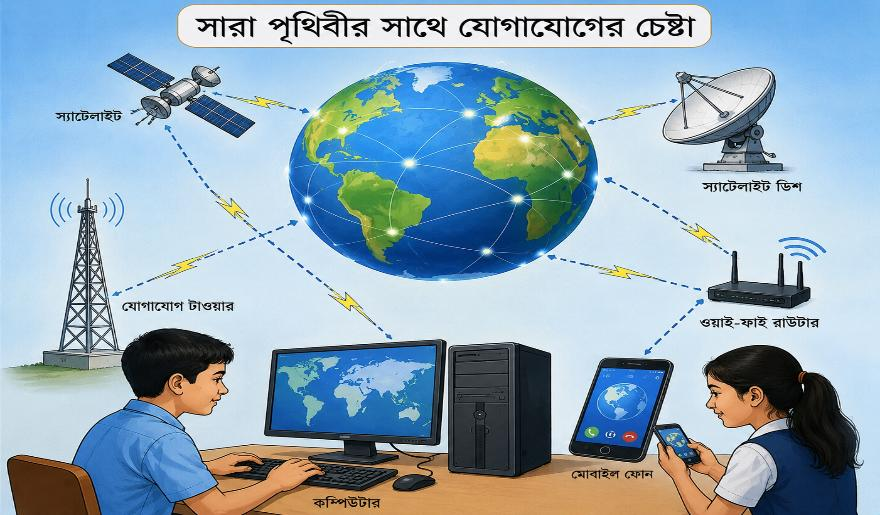 সারা পৃথিবীর সাথে যোগাযোগের চেষ্টা
স্যাটেলাইট
স্যাটেলাইট ডিশ
যোগাযোগ টাওয়ার
ওয়াই-ফাই রাউটার
মোবাইল ফোন
কম্পিউটার